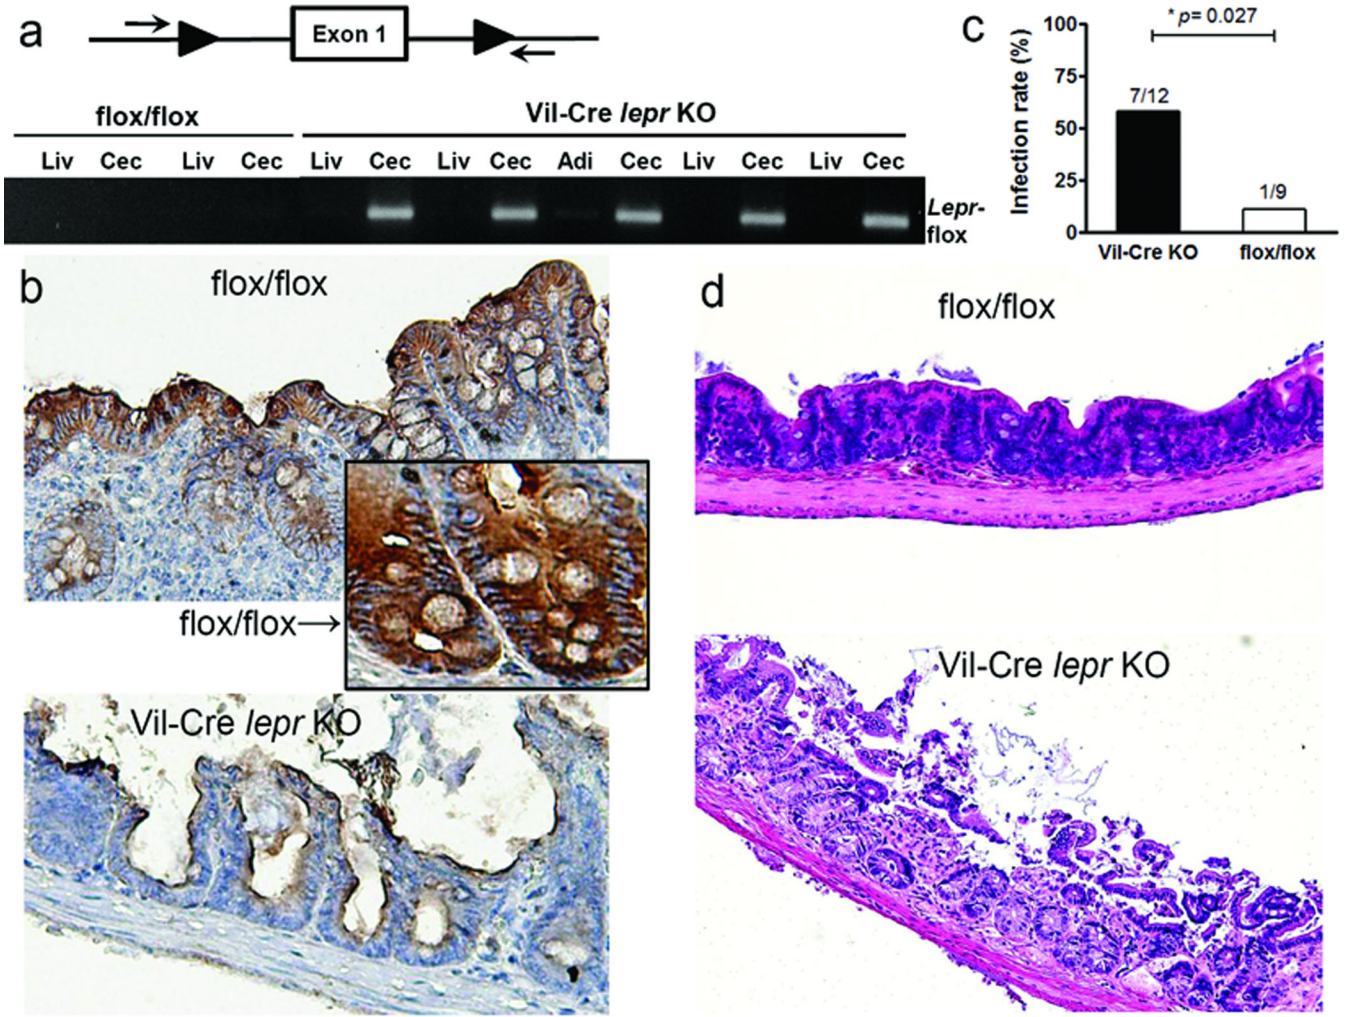 a
Exon 1
flox/flox
Vil-Cre lepr KO
Liv Cec Liv Cec Liv Cec Liv Cec Adi Cec Liv Cec Liv Cec
Lepr-
flox
b
flox/flox
flox/flox→
Vil-Cre lepr KO
c
* p= 0.027
Infection rate (%)
100
75
50
25
0
7/12
1/9
Vil-Cre KO flox/flox
d
flox/flox
Vil-Cre lepr KO